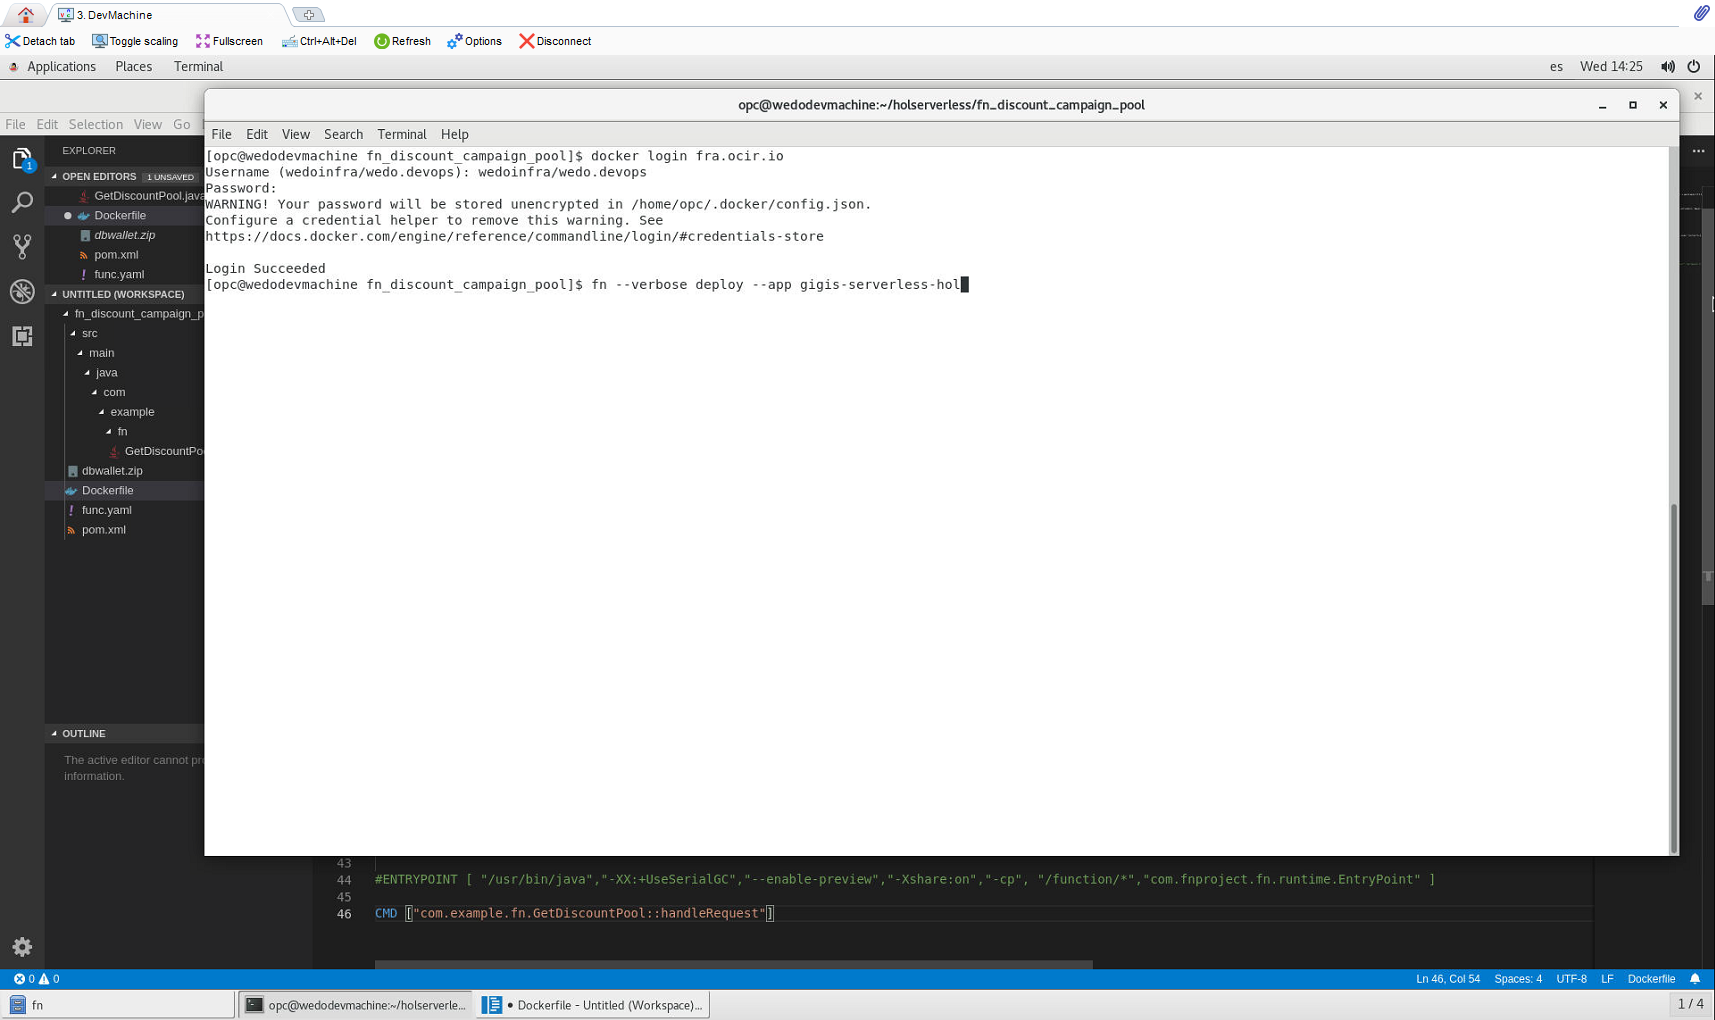 3. DevMachine
Detach tab
Toggle scaling
Fullscreen
Ctrl+Alt+Del
Refresh
Options
Disconnect
Applications Places Terminal
es Wed 14:25
opc@wedodevmachine:~/holserverless/fn_discount_campaign_pool
File Edit Selection View Go
File Edit View Search Terminal Help
[opc@wedodevmachine fn_discount_campaign_pool]$ docker login fra.ocir.io
Username (wedoinfra/wedo.devops): wedoinfra/wedo.devops
Password:
WARNING! Your password will be stored unencrypted in /home/opc/.docker/config.json.
Configure a credential helper to remove this warning. See
https://docs.docker.com/engine/reference/commandline/login/#credentials-store
Login Succeeded
[opc@wedodevmachine fn_discount_campaign_pool]$ fn --verbose deploy --app gigis-serverless-hol
EXPLORER
OPEN EDITORS 1 UNSAVED
GetDiscountPool.java
Dockerfile
dbwallet.zip
pom.xml
! func.yaml
UNTITLED (WORKSPACE)
fn_discount_campaign_p
src
main
java
com
example
fn
GetDiscountPo
dbwallet.zip
Dockerfile
! func.yaml
pom.xml
OUTLINE
The active editor cannot pro
information.
43
44 #ENTRYPOINT [ "/usr/bin/java","-XX:+UseSerialGC","--enable-preview","-Xshare:on","-cp", "/function/*","com.fnproject.fn.runtime.EntryPoint" ]
45
46 CMD ["com.example.fn.GetDiscountPool::handleRequest"]
0 0
Ln 46, Col 54 Spaces: 4 UTF-8 LF Dockerfile
fn
opc@wedodevmachine:~/holserverle...
• Dockerfile - Untitled (Workspace)...
1 / 4